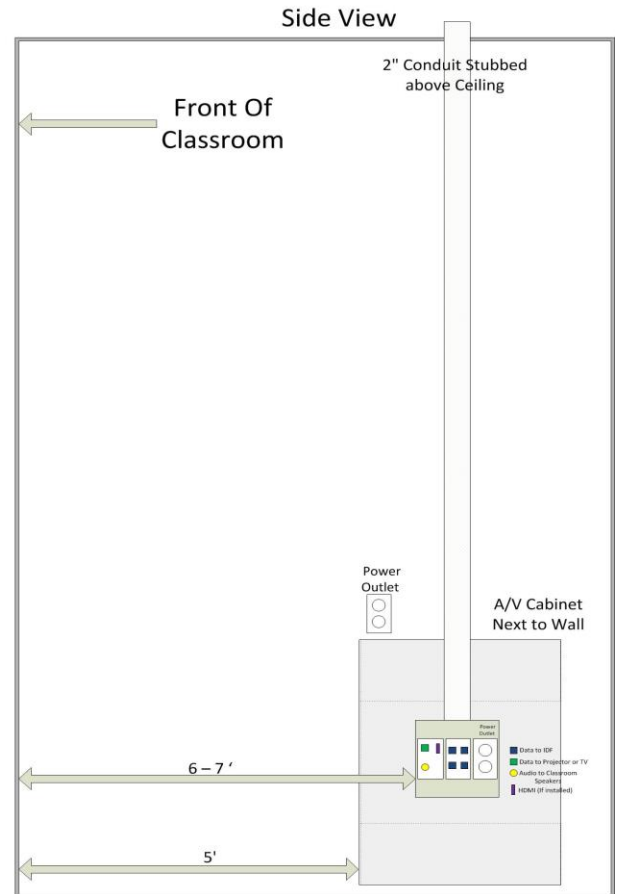 Side View
2" Conduit Stubbed
above Ceiling
Front Of
Classroom
Power
Outlet
A/V Cabinet
Next to Wall
Power
Outlet
Data to IDF
Data to Projector or TV
Audio to Classroom
Speakers
HDMI (If installed)
6 – 7 ‘
5'